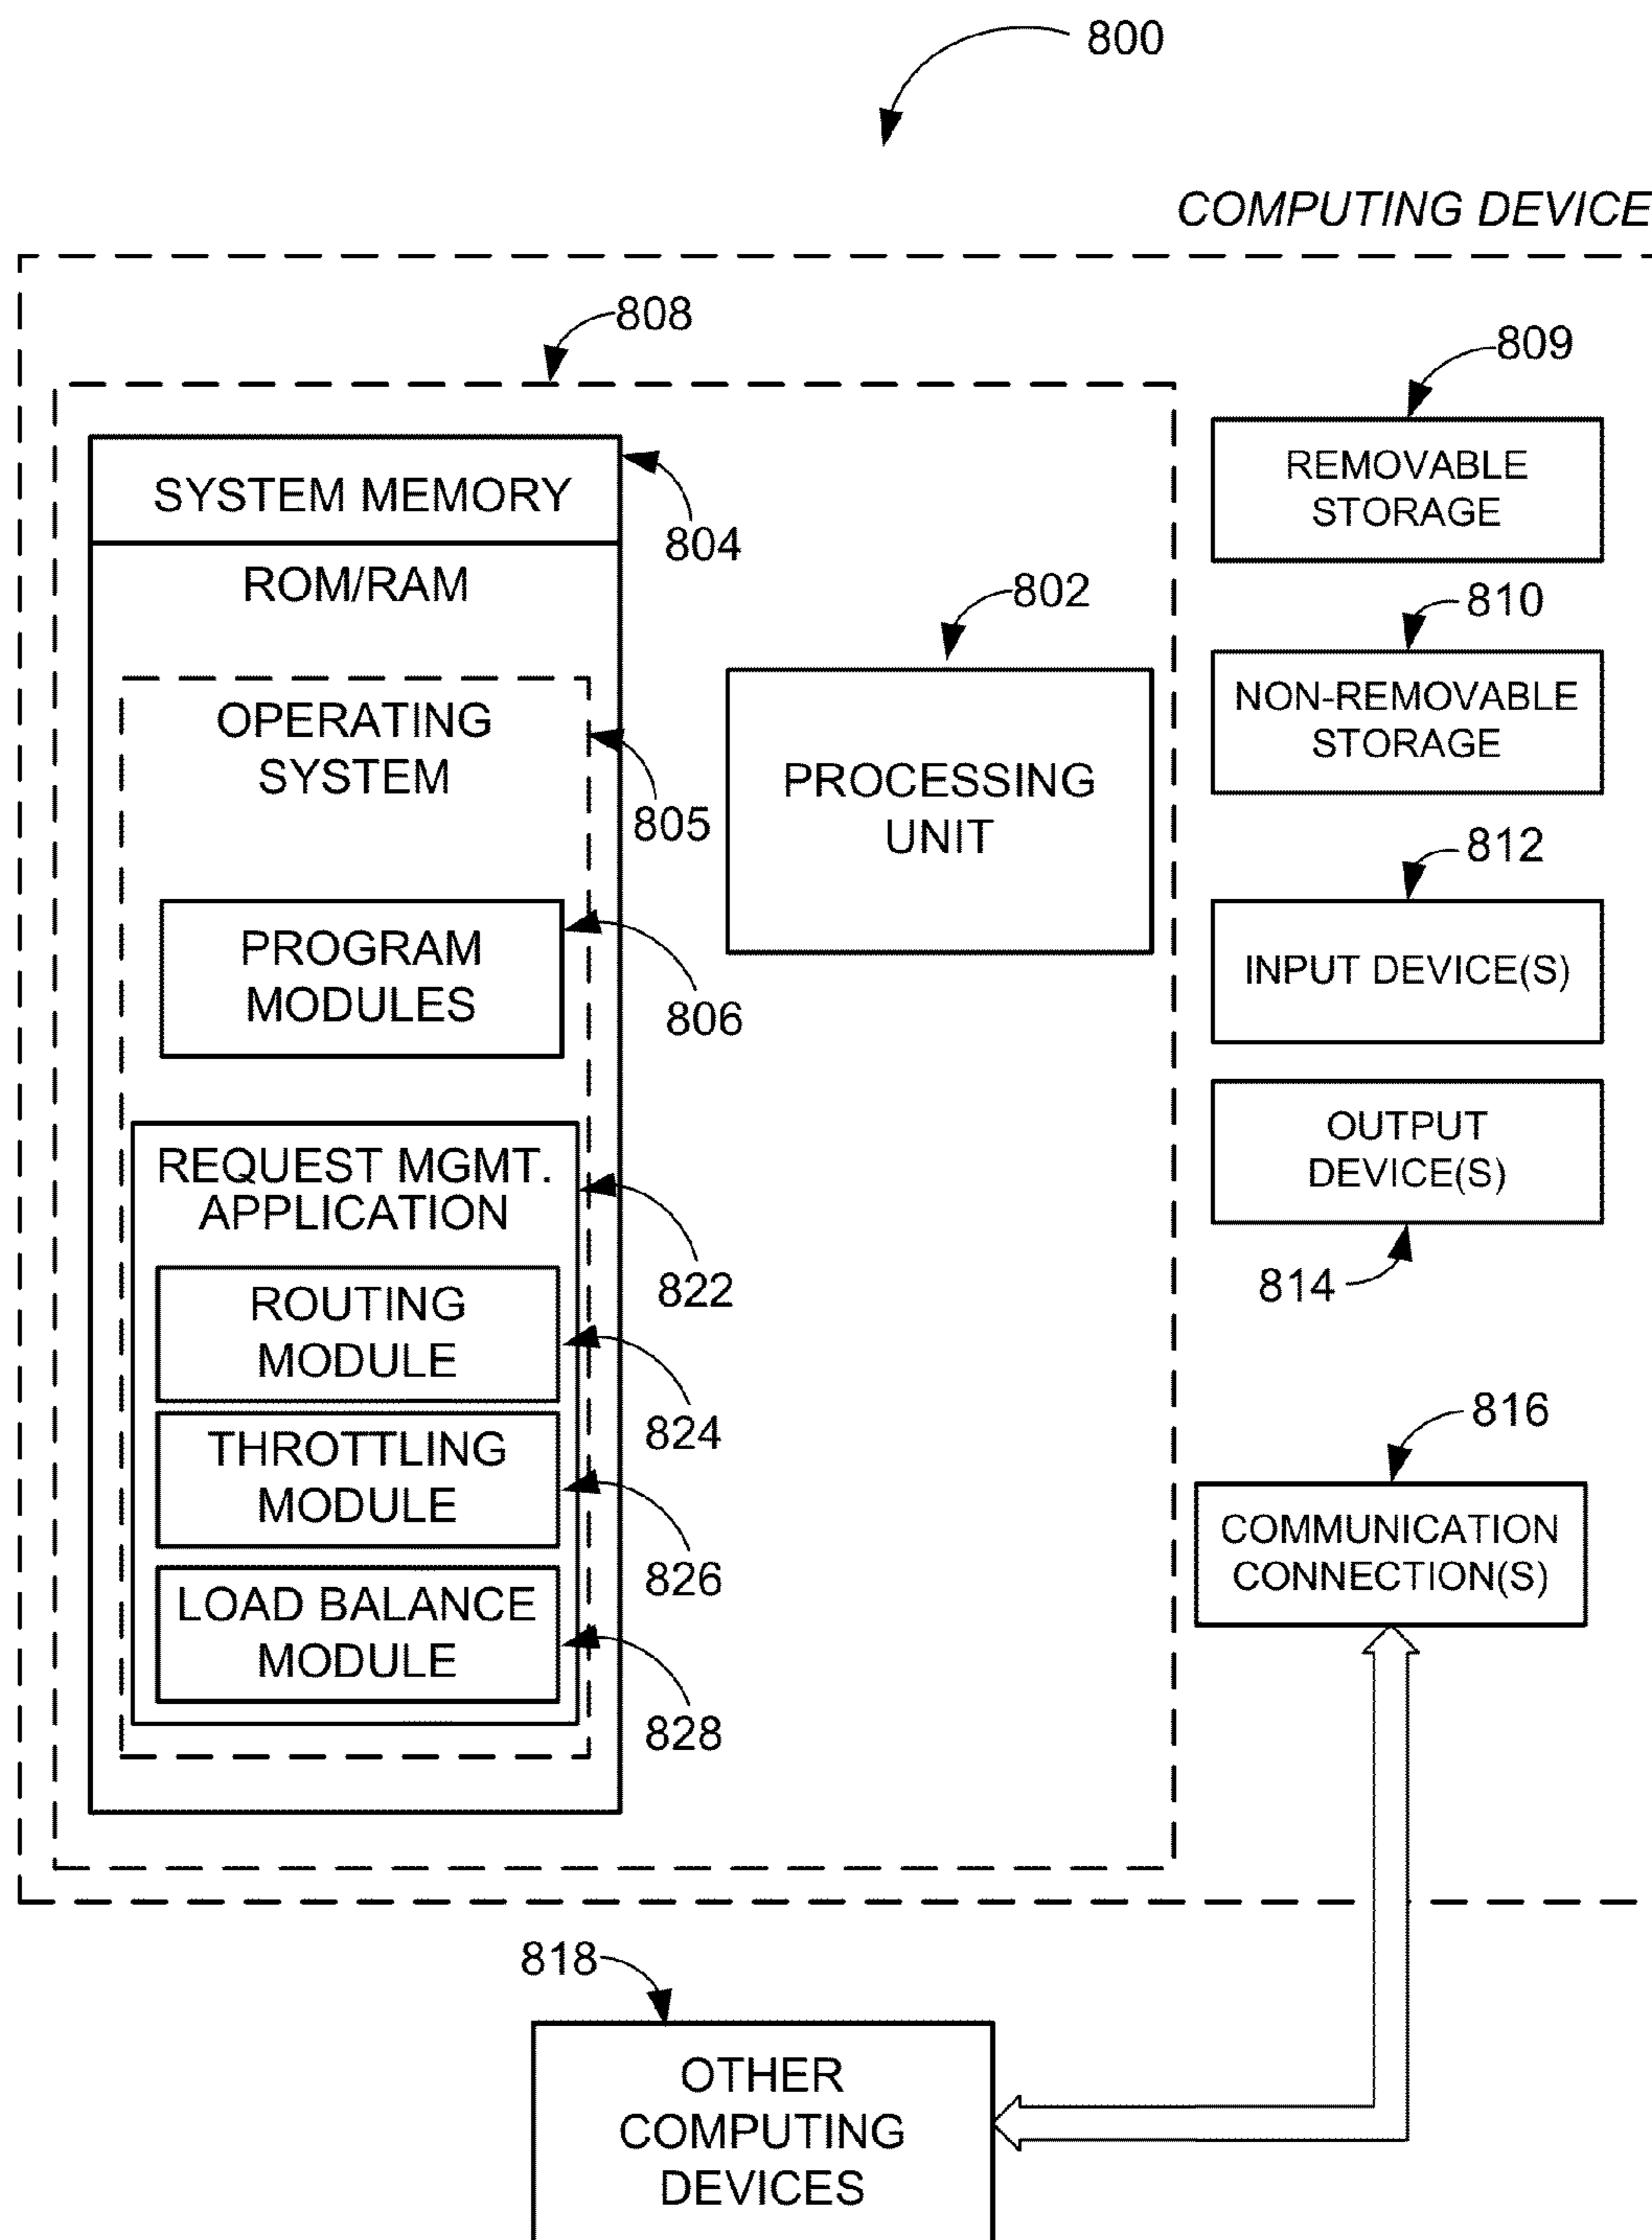 800
COMPUTING DEVICE
808
809
SYSTEM MEMORY
804
ROM/RAM
REMOVABLE
STORAGE
802
810
OPERATING
SYSTEM
805
PROCESSING
UNIT
NON-REMOVABLE
STORAGE
812
PROGRAM
MODULES
806
INPUT DEVICE(S)
OUTPUT
DEVICE(S)
814
REQUEST MGMT.
APPLICATION
822
ROUTING
MODULE
824
THROTTLING
MODULE
826
LOAD BALANCE
MODULE
828
816
COMMUNICATION
CONNECTION(S)
818
OTHER
COMPUTING
DEVICES